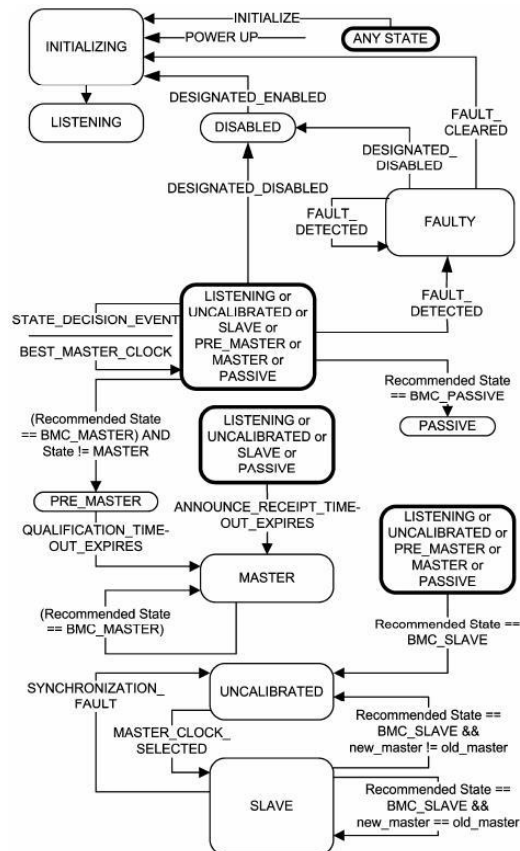 INITIALIZE
ANY STATE
INITIALIZING
POWER UP
DESIGNATED_ENABLED
LISTENING
DISABLED
FAULT_
CLEARED
DESIGNATED_
DISABLED
DESIGNATED_DISABLED
FAULT_
DETECTED
FAULTY
FAULT_
DETECTED
LISTENING or
UNCALIBRATED or
SLAVE or
PRE_MASTER or
MASTER or
PASSIVE
STATE_DECISION_EVENT
BEST_MASTER_CLOCK
Recommended State
== BMC_PASSIVE
PASSIVE
(Recommended State
== BMC_MASTER) AND
State != MASTER
LISTENING or
UNCALIBRATED or
SLAVE or
PASSIVE
PRE_MASTER
ANNOUNCE_RECEIPT_TIME-
OUT_EXPIRES
QUALIFICATION_TIME-
OUT_EXPIRES
LISTENING or
UNCALIBRATED or
PRE_MASTER or
MASTER or
PASSIVE
MASTER
(Recommended State
== BMC_MASTER)
Recommended State ==
BMC_SLAVE
SYNCHRONIZATION_
FAULT
UNCALIBRATED
MASTER_CLOCK_
SELECTED
Recommended State ==
BMC_SLAVE &&
new_master != old_master
SLAVE
Recommended State ==
BMC_SLAVE &&
new_master == old_master